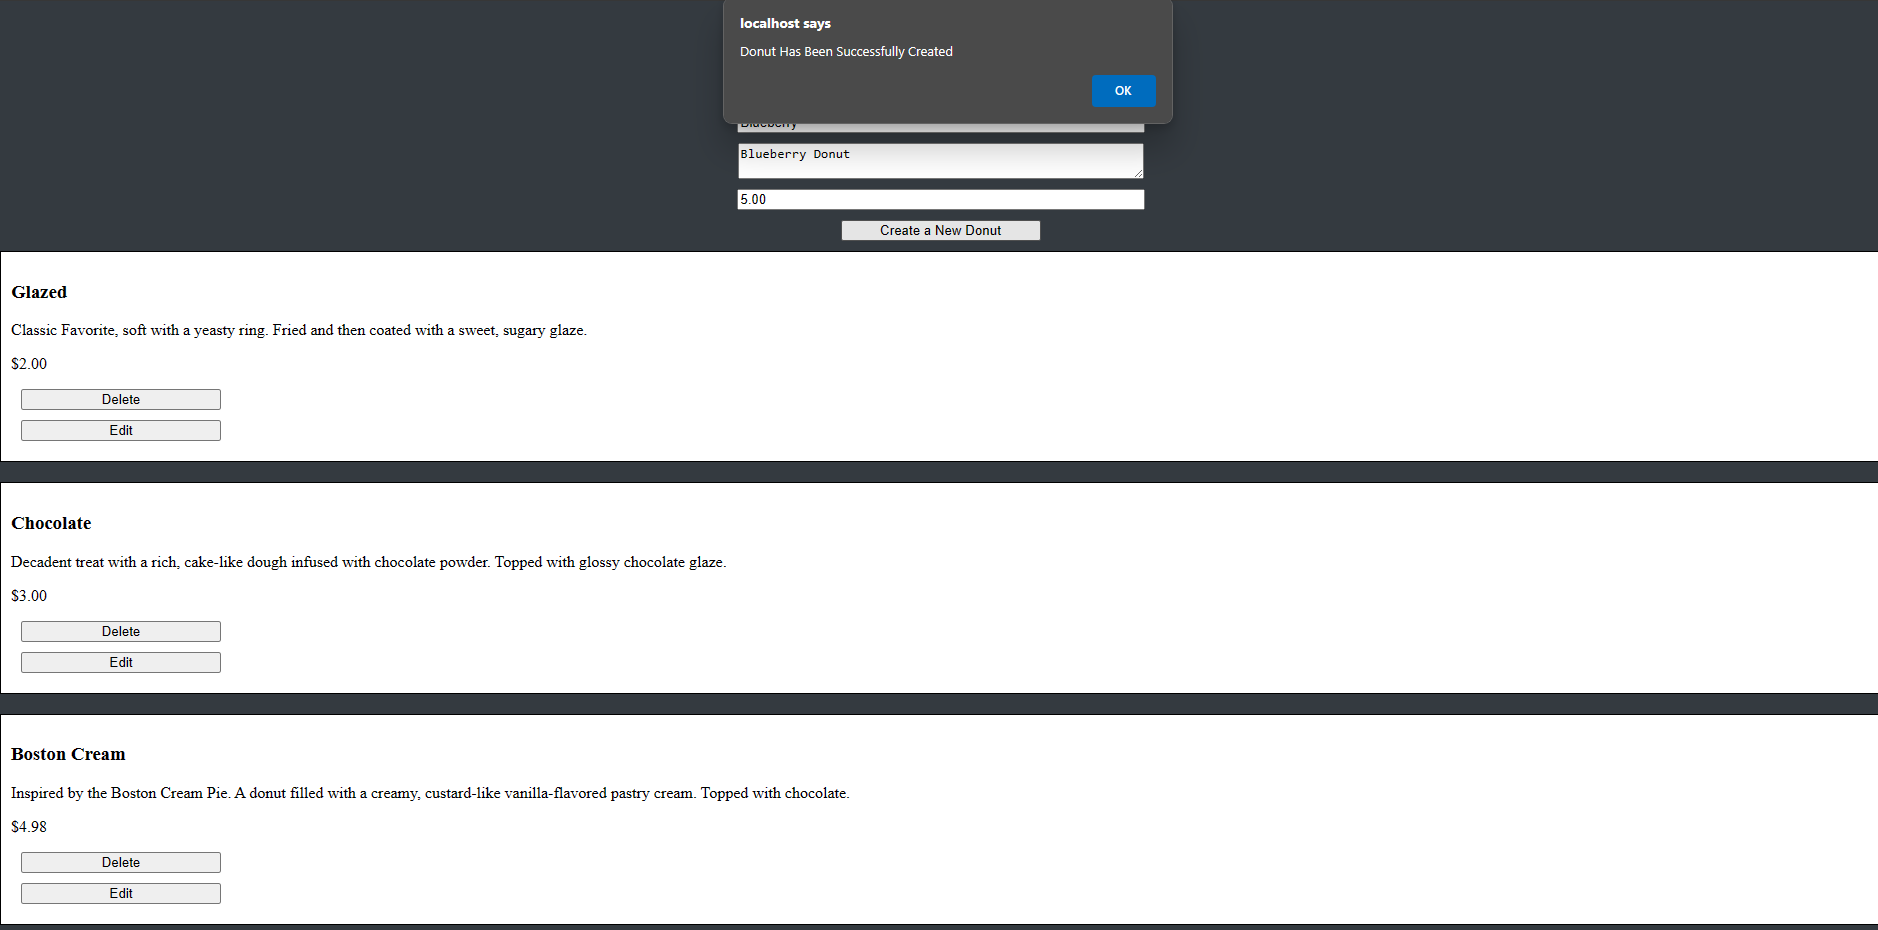 localhost says
Donut Has Been Successfully Created
OK
Blueberry
Blueberry Donut
5.00
Create a New Donut
Glazed
Classic Favorite, soft with a yeasty ring. Fried and then coated with a sweet, sugary glaze.
$2.00
Delete
Edit
Chocolate
Decadent treat with a rich, cake-like dough infused with chocolate powder. Topped with glossy chocolate glaze.
$3.00
Delete
Edit
Boston Cream
Inspired by the Boston Cream Pie. A donut filled with a creamy, custard-like vanilla-flavored pastry cream. Topped with chocolate.
$4.98
Delete
Edit